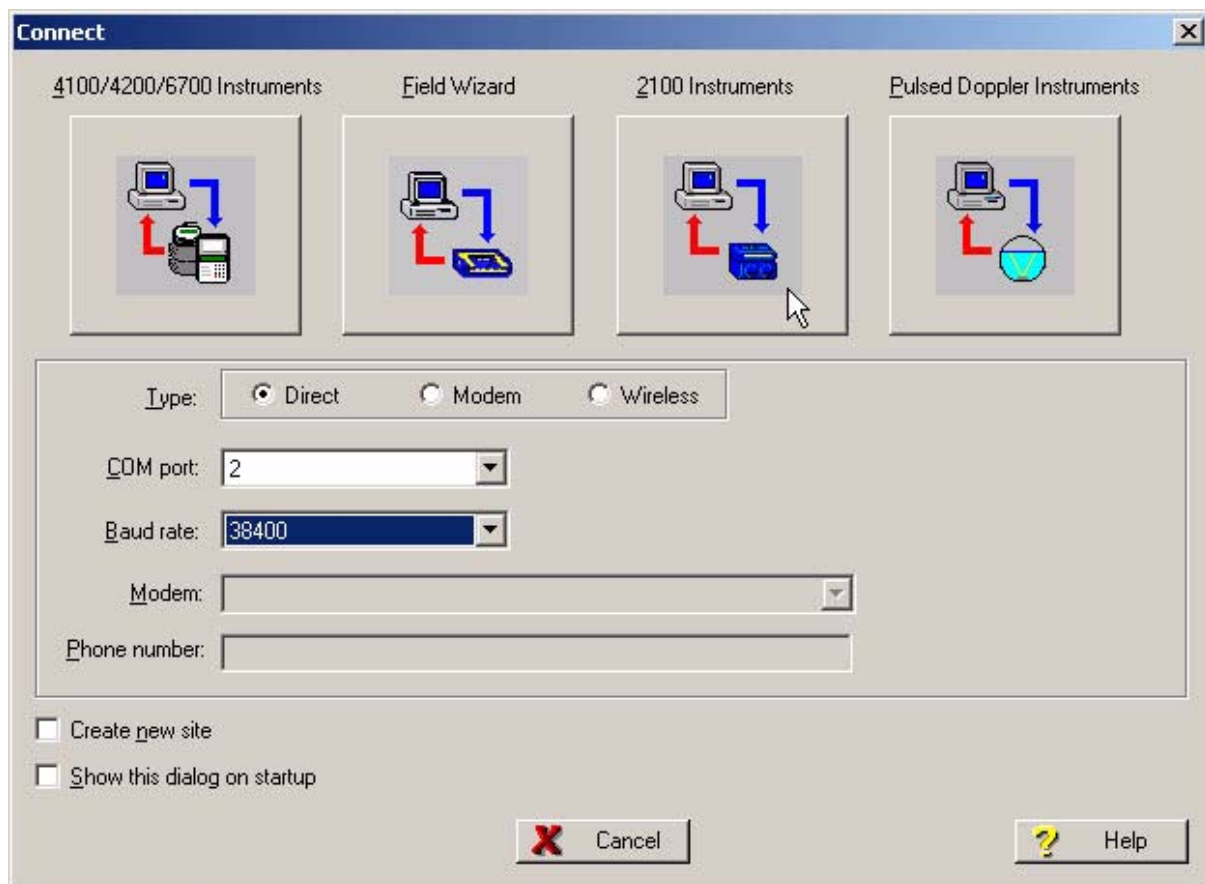 Connect
4100/4200/6700 Instruments
Field Wizard
2100 Instruments
Pulsed Doppler Instruments
Type: Direct Modem Wireless
COM port: 2
Baud rate: 38400
Modem:
Phone number:
Create new site
Show this dialog on startup
Cancel Help